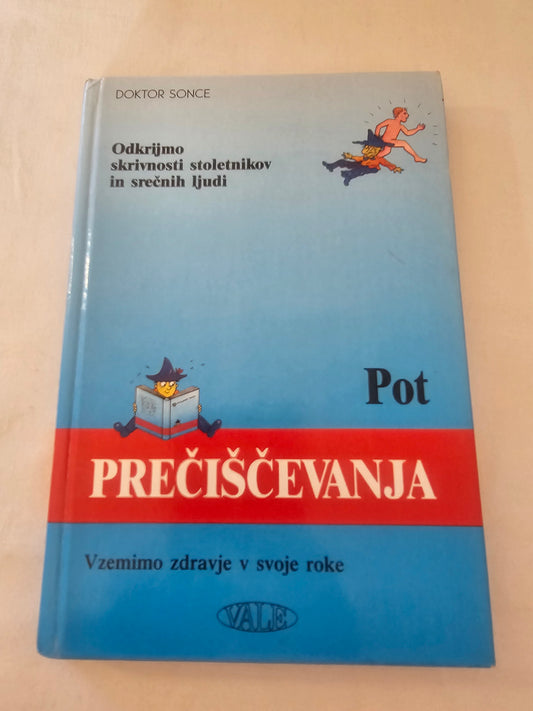 DOKTOR SONCE
Odkrijmo
skrivnosti stoletnikov
in srečnih ljudi
Pot
PREČIŠČEVANJA
Vzemimo zdravje v svoje roke
VALE